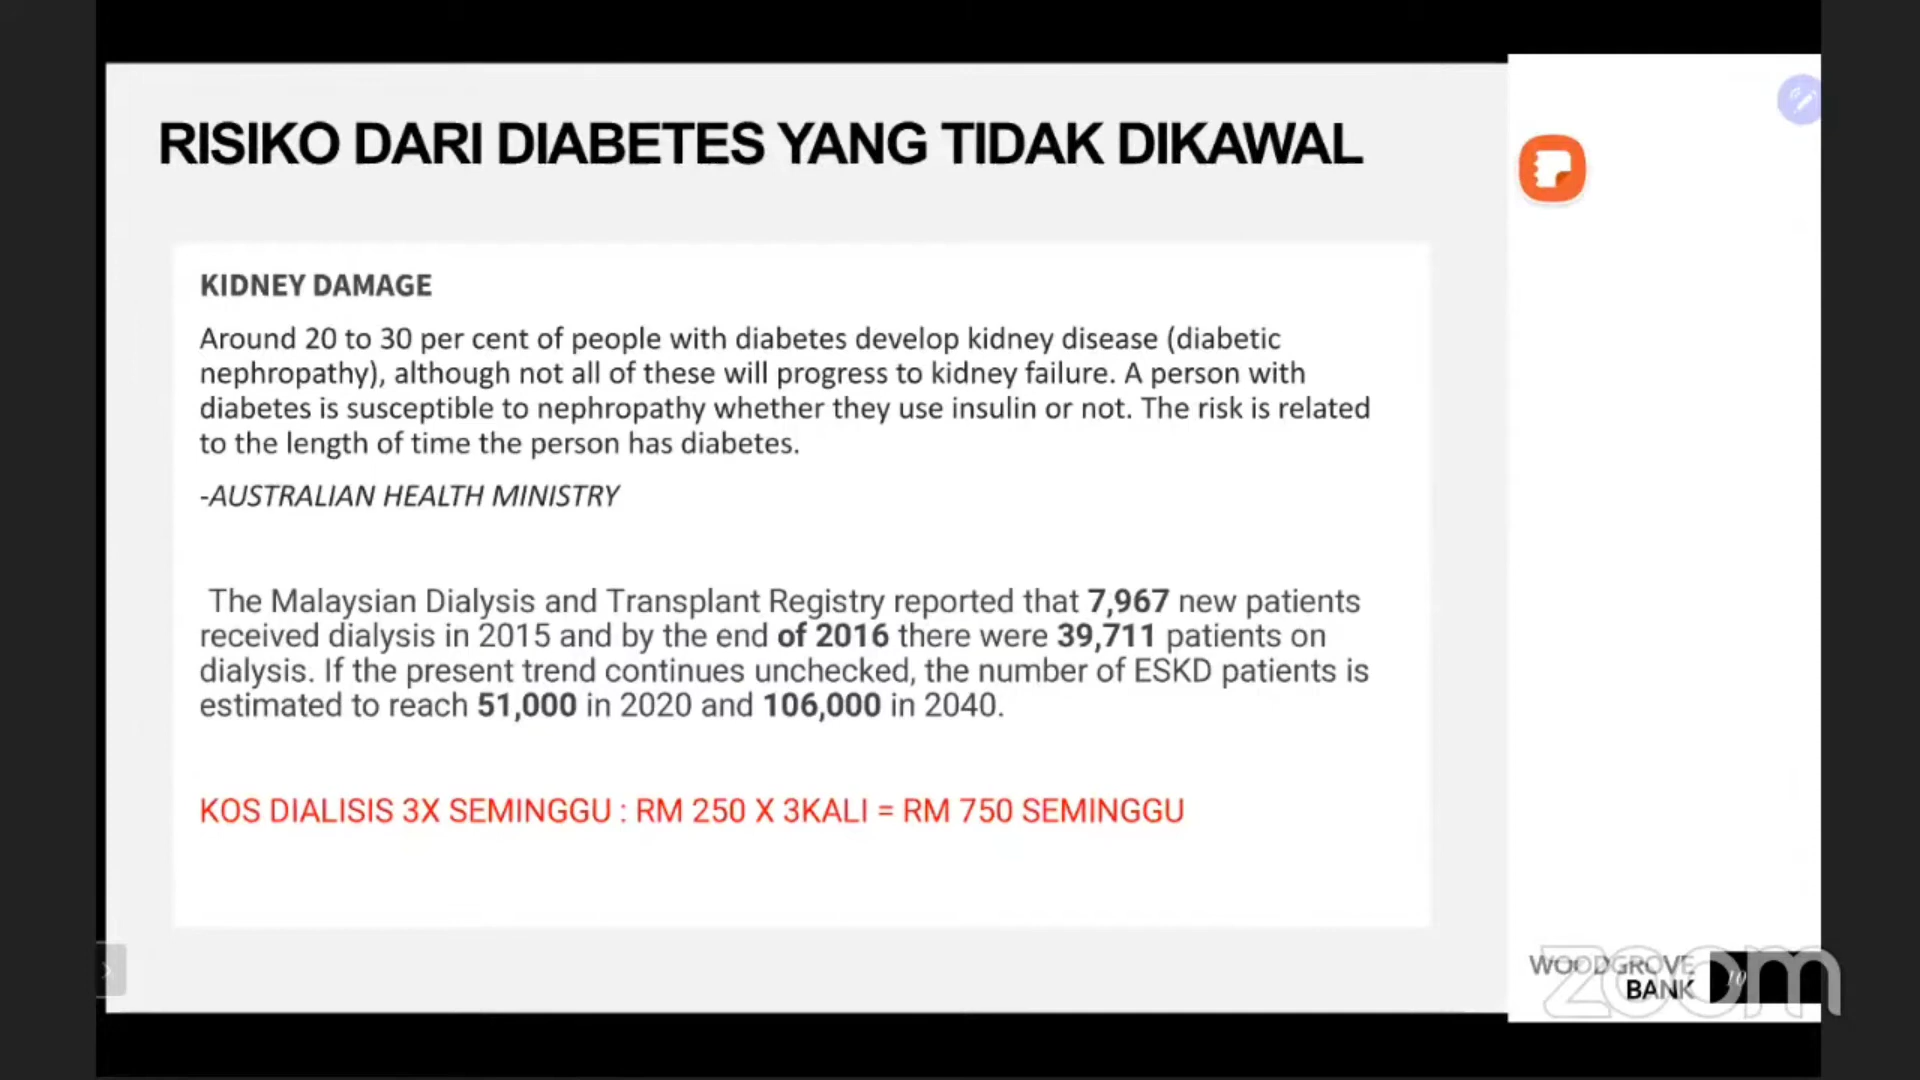 RISIKO DARI DIABETES YANG TIDAK DIKAWAL
KIDNEY DAMAGE
Around 20 to 30 per cent of people with diabetes develop kidney disease (diabetic
nephropathy), although not all of these will progress to kidney failure. A person with
diabetes is susceptible to nephropathy whether they use insulin or not. The risk is related
to the length of time the person has diabetes.
-AUSTRALIAN HEALTH MINISTRY
The Malaysian Dialysis and Transplant Registry reported that 7,967 new patients
received dialysis in 2015 and by the end of 2016 there were 39,711 patients on
dialysis. If the present trend continues unchecked, the number of ESKD patients is
estimated to reach 51,000 in 2020 and 106,000 in 2040.
KOS DIALISIS 3X SEMINGGU : RM 250 X 3KALI = RM 750 SEMINGGU
WOODGROVE
BANK
10
zoom